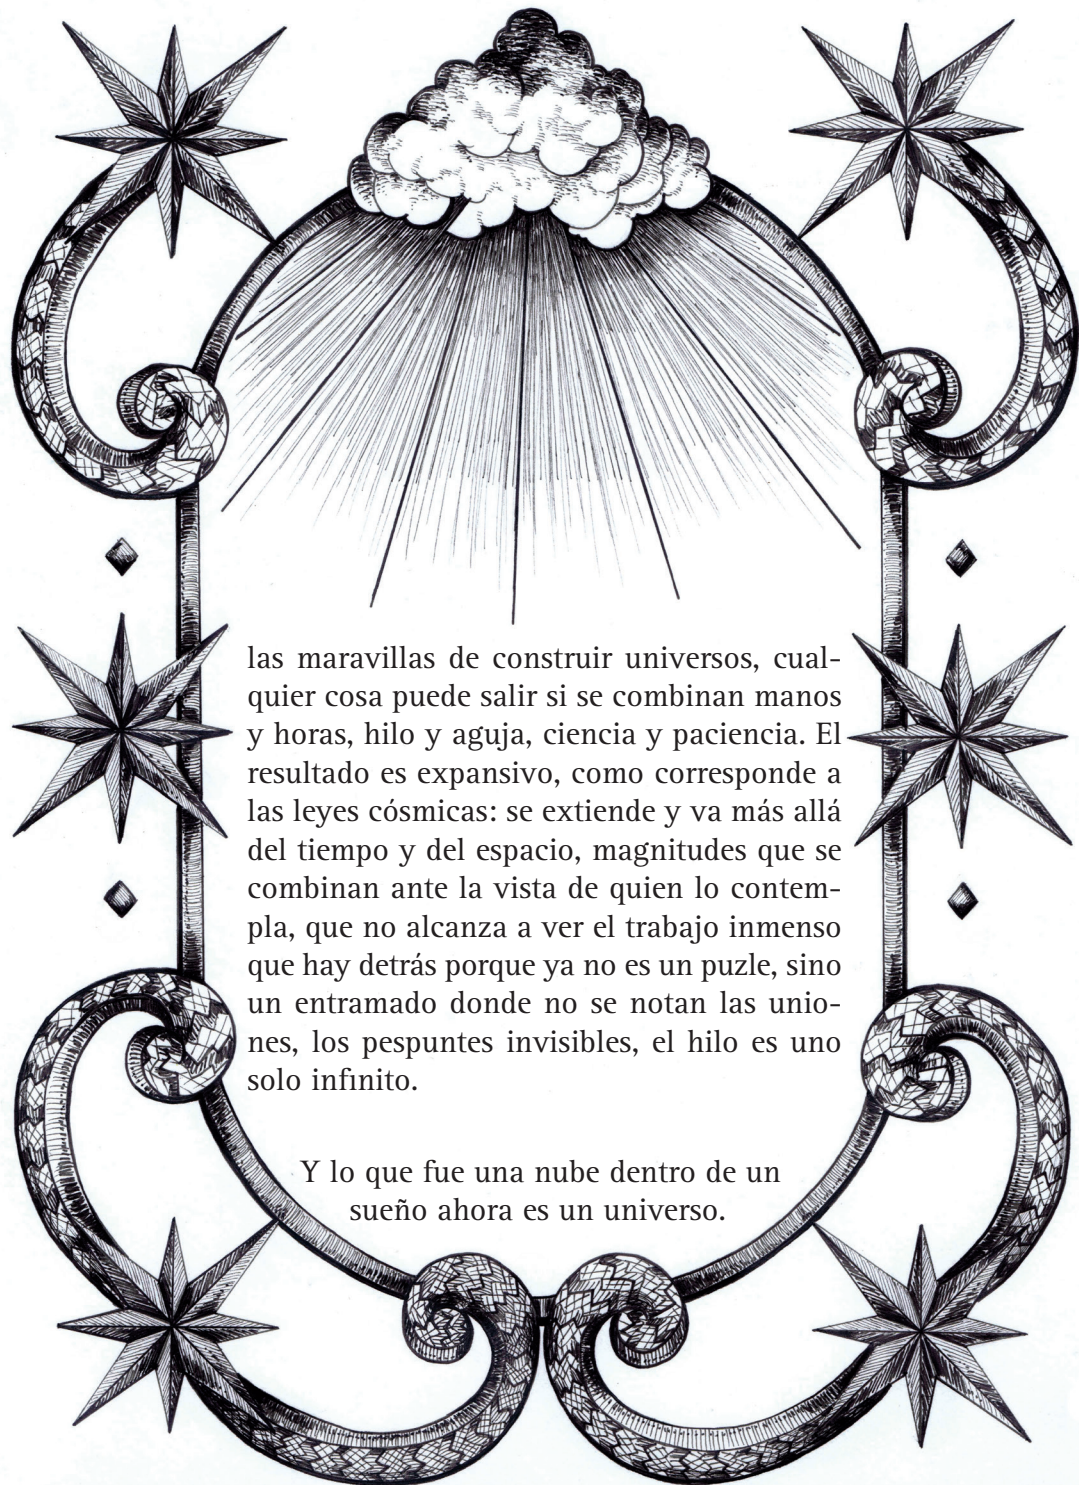 las maravillas de construir universos, cual-
quier cosa puede salir si se combinan manos
y horas, hilo y aguja, ciencia y paciencia. El
resultado es expansivo, como corresponde a
las leyes cósmicas: se extiende y va más allá
del tiempo y del espacio, magnitudes que se
combinan ante la vista de quien lo contem-
pla, que no alcanza a ver el trabajo inmenso
que hay detrás porque ya no es un puzle, sino
un entramado donde no se notan las unio-
nes, los pespuntes invisibles, el hilo es uno
solo infinito.
Y lo que fue una nube dentro de un
sueño ahora es un universo.